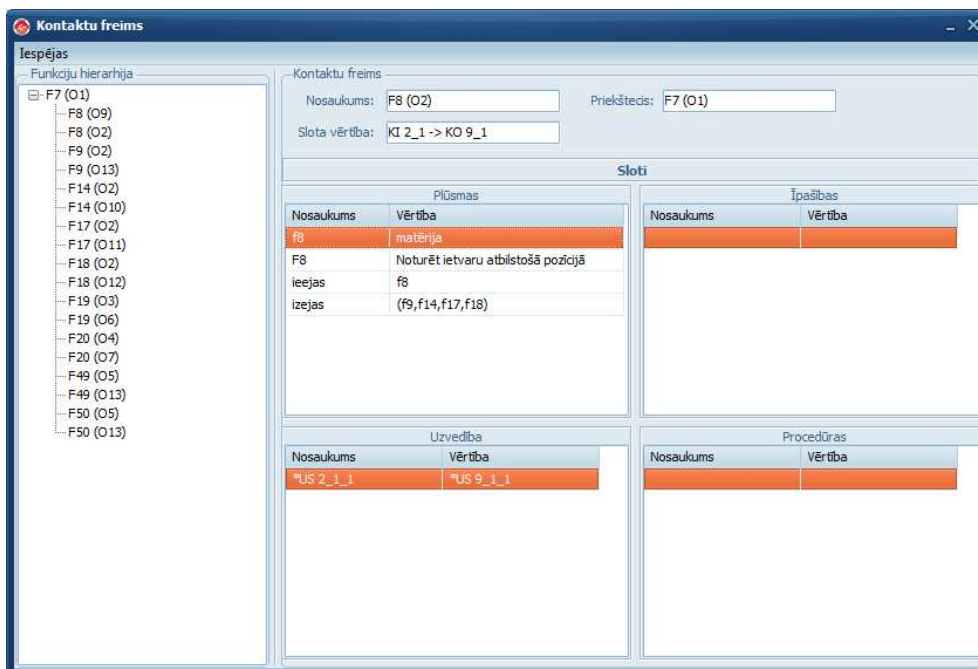 Kontaktu freims
Iespējas
Funkciju hierarhija
F7 (O1)
F8 (O9)
F8 (O2)
F9 (O2)
F9 (O13)
F14 (O2)
F14 (O10)
F17 (O2)
F17 (O11)
F18 (O2)
F18 (O12)
F19 (O3)
F19 (O6)
F20 (O4)
F20 (O7)
F49 (O5)
F49 (O13)
F50 (O5)
F50 (O13)
Kontaktu freims
Nosaukums: F8 (O2) Priekštecis: F7 (O1)
Slota vērtība: KI 2_1 -> KO 9_1
Sloti
Plūsmas
Nosaukums Vērtība
f8 matērija
F8 Noturēt ietvaru atbilstošā pozīcijā
ieejas f8
izejas (f9,f14,f17,f18)
Īpašības
Nosaukums Vērtība
Uzvedība
Nosaukums Vērtība
*US 2_1_1 *US 9_1_1
Procedūras
Nosaukums Vērtība